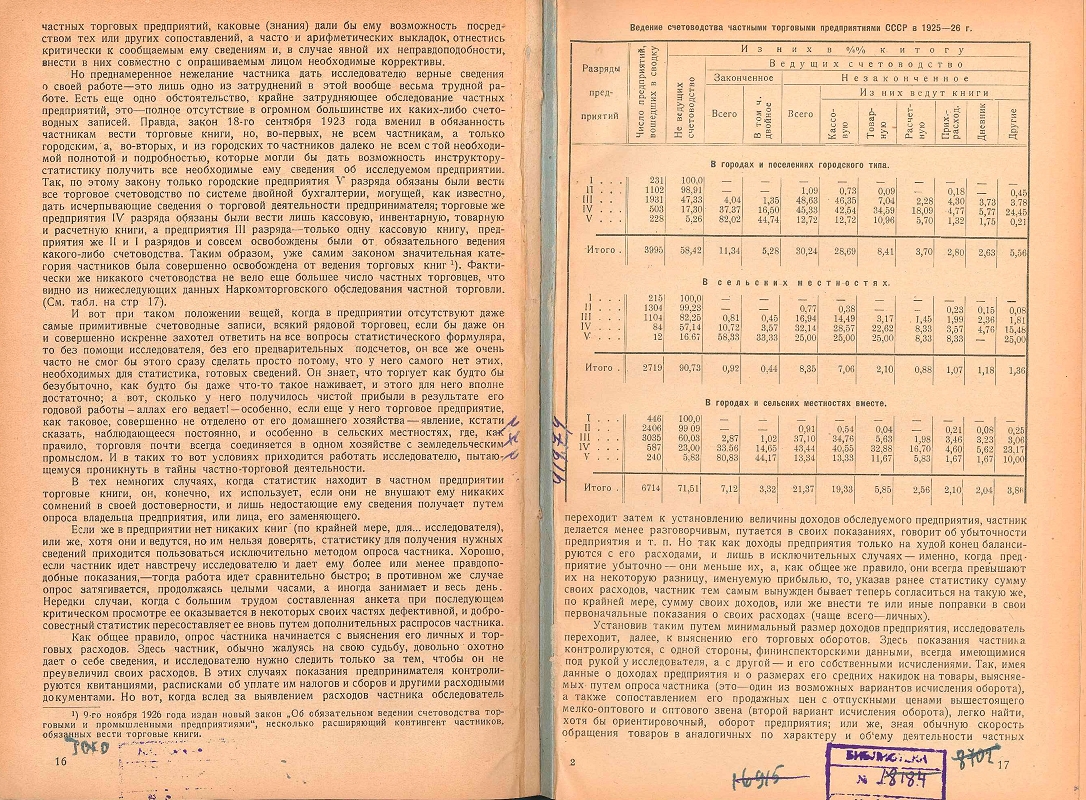 частных торговых предприятий, каковые (знания) дали бы ему возможность посред-
ством тех или других сопоставлений, а часто и арифметических выкладок, отнестись
критически к сообщаемым ему сведениям и, в случае явной их неправдоподобности,
внести в них совместно с опрашиваемым лицом необходимые коррективы.
Но преднамеренное нежелание частника дать исследователю верные сведения
о своей работе—это лишь одно из затруднений в этой вообще весьма трудной ра-
боте. Есть еще одно обстоятельство, крайне затрудняющее обследование частных
предприятий, это—полное отсутствие в огромном большинстве их каких-либо счето-
водных записей. Правда, закон 18-го сентября 1923 года вменил в обязанность
частникам вести торговые книги, но, во-первых, не всем частникам, а только
городским, а, во-вторых, и из городских то частников далеко не всем с той необходи-
мой полнотой и подробностью, которые могли бы дать возможность инструктору-
статистику получить все необходимые ему сведения об исследуемом предприятии.
Так, по этому закону только городские предприятия V разряда обязаны были вести
все торговое счетоводство по системе двойной бухгалтерии, могущей, как известно,
дать исчерпывающие сведения о торговой деятельности предпринимателя; торговые же
предприятия IV разряда обязаны были вести лишь кассовую, инвентарную, товарную
и расчетную книги, а предприятия III разряда—только одну кассовую книгу, пред-
приятия же II и I разрядов и совсем освобождены были от обязательного ведения
какого-либо счетоводства. Таким образом, уже самим законом значительная кате-
гория частников была совершенно освобождена от ведения торговых книг ¹). Факти-
чески же никакого счетоводства не вело еще большее число частных торговцев, что
видно из нижеследующих данных Наркомторговского обследования частной торговли.
(См. табл. на стр 17).
И вот при таком положении вещей, когда в предприятии отсутствуют даже
самые примитивные счетоводные записи, всякий рядовой торговец, если бы даже он
и совершенно искренне захотел ответить на все вопросы статистического формуляра,
то без помощи исследователя, без его предварительных подсчетов, он все же очень
часто не смог бы этого сразу сделать просто потому, что у него самого нет этих,
необходимых для статистика, готовых сведений. Он знает, что торгует как будто бы
безубыточно, как будто бы даже что-то такое наживает, и этого для него вполне
достаточно; а вот, сколько у него получилось чистой прибыли в результате его
годовой работы—аллах его ведает!—особенно, если еще у него торговое предприятие,
как таковое, совершенно не отделено от его домашнего хозяйства—явление, кстати
сказать, наблюдающееся постоянно, и особенно в сельских местностях, где, как
правило, торговля почти всегда соединяется в одном хозяйстве с земледельческим
промыслом. И в таких то вот условиях приходится работать исследователю, пытаю-
щемуся проникнуть в тайны частно-торговой деятельности.
В тех немногих случаях, когда статистик находит в частном предприятии
торговые книги, он, конечно, их использует, если они не внушают ему никаких
сомнений в своей достоверности, и лишь недостающие ему сведения получает путем
опроса владельца предприятия, или лица, его заменяющего.
Если же в предприятии нет никаких книг (по крайней мере, для... исследователя),
или же, хотя они и ведутся, но им нельзя доверять, статистику для получения нужных
сведений приходится пользоваться исключительно методом опроса частника. Хорошо,
если частник идет навстречу исследователю и дает ему более или менее правдопо-
добные показания,—тогда работа идет сравнительно быстро; в противном же случае
опрос затягивается, продолжаясь целыми часами, а иногда занимает и весь день.
Нередки случаи, когда с большим трудом составленная анкета при последующем
критическом просмотре ее оказывается в некоторых своих частях дефективной, и добро-
совестный статистик пересоставляет ее вновь путем дополнительных распросов частника.
Как общее правило, опрос частника начинается с выяснения его личных и тор-
говых расходов. Здесь частник, обычно жалуясь на свою судьбу, довольно охотно
дает о себе сведения, и исследователю нужно следить только за тем, чтобы он не
преувеличил своих расходов. В этих случаях показания предпринимателя контроли-
руются квитанциями, расписками об уплате им налогов и сборов и другими расходными
документами. Но вот, когда вслед за выявлением расходов частника обследователь
¹) 9-го ноября 1926 года издан новый закон „Об обязательном ведении счетоводства тор-
говыми и промышленными предприятиями“, несколько расширяющий контингент частников,
обязанных вести торговые книги.
16
Ведение счетоводства частными торговыми предприятиями СССР в 1925—26 г.
Разряды пред-приятий
Число предприятий, вошедших в сводку
Из них в %% к итогу
Не ведущих счетоводство
Ведущих счетоводство
Законченное Незаконченное
Всего В том ч. двойное Всего
Из них ведут книги
Кассо-вую Товар-ную Расчет-ную Прих.-расход. Дневник Другие
В городах и поселениях городского типа.
I . . . 231 100,0 — — — — — — — — —
II . . . 1102 98,91 — — 1,09 0,73 0,09 — 0,18 — 0,45
III . . . 1931 47,33 4,04 1,35 48,63 46,35 7,04 2,28 4,30 3,73 3,78
IV . . . 503 17,30 37,37 16,50 45,33 42,54 34,59 18,09 4,77 5,77 24,45
V . . . 228 5,26 82,02 44,74 12,72 12,72 10,96 5,70 1,32 1,75 0,21
Итого . 3995 58,42 11,34 5,28 30,24 28,69 8,41 3,70 2,80 2,63 5,56
В сельских местностях.
I . . . 215 100,0 — — — — — — — — —
II . . . 1304 99,23 — — 0,77 0,38 — — 0,23 0,15 0,08
III . . . 1104 82,25 0,81 0,45 16,94 14,49 3,17 1,45 1,99 2,36 1,81
IV . . . 84 57,14 10,72 3,57 32,14 28,57 22,62 8,33 3,57 4,76 15,48
V . . . 12 16.67 58,33 33,33 25,00 25,00 25,00 8,33 8,33 — 25,00
Итого . 2719 90,73 0,92 0,44 8,35 7,06 2,10 0,88 1,07 1,18 1,36
В городах и сельских местностях вместе.
I . . . 446 100,0 — — — — — — — — —
II . . . 2406 99 09 — — 0,91 0,54 0,04 — 0,21 0,08 0,25
III . . . 3035 60,03 2,87 1,02 37,10 34,76 5,63 1,98 3,46 3,23 3,06
IV . . . 587 23,00 33,56 14,65 43,44 40,55 32,88 16,70 4,60 5,62 23,17
V . . . 240 5,83 80,83 44,17 13,34 13,33 11,67 5,83 1,67 1,67 10,00
Итого . 6714 71,51 7,12 3,32 21,37 19,33 5,85 2,56 2,10 2,04 3,86
переходит затем к установлению величины доходов обследуемого предприятия, частник
делается менее разговорчивым, путается в своих показаниях, говорит об убыточности
предприятия и т. п. Но так как доходы предприятия только на худой конец баланси-
руются с его расходами, и лишь в исключительных случаях—именно, когда пред-
приятие убыточно—они меньше их, а, как общее же правило, они всегда превышают
их на некоторую разницу, именуемую прибылью, то, указав ранее статистику сумму
своих расходов, частник тем самым вынужден бывает теперь согласиться на такую же,
по крайней мере, сумму своих доходов, или же внести те или иные поправки в свои
первоначальные показания о своих расходах (чаще всего—личных).
Установив таким путем минимальный размер доходов предприятия, исследователь
переходит, далее, к выяснению его торговых оборотов. Здесь показания частника
контролируются, с одной стороны, фининспекторскими данными, всегда имеющимися
под рукой у исследователя, а с другой—и его собственными исчислениями. Так, имея
данные о доходах предприятия и о размерах его средних накидок на товары, выясняе-
мых путем опроса частника (это—один из возможных вариантов исчисления оборота),
а также сопоставлением его продажных цен с отпускными ценами вышестоящего
мелко-оптового и оптового звена (второй вариант исчисления оборота), легко найти,
хотя бы ориентировочный, оборот предприятия; или же, зная обычную скорость
обращения товаров в аналогичных по характеру и об'ему деятельности частных
2
17
16915
БИБЛИОТЕКА
№ 18184
8702